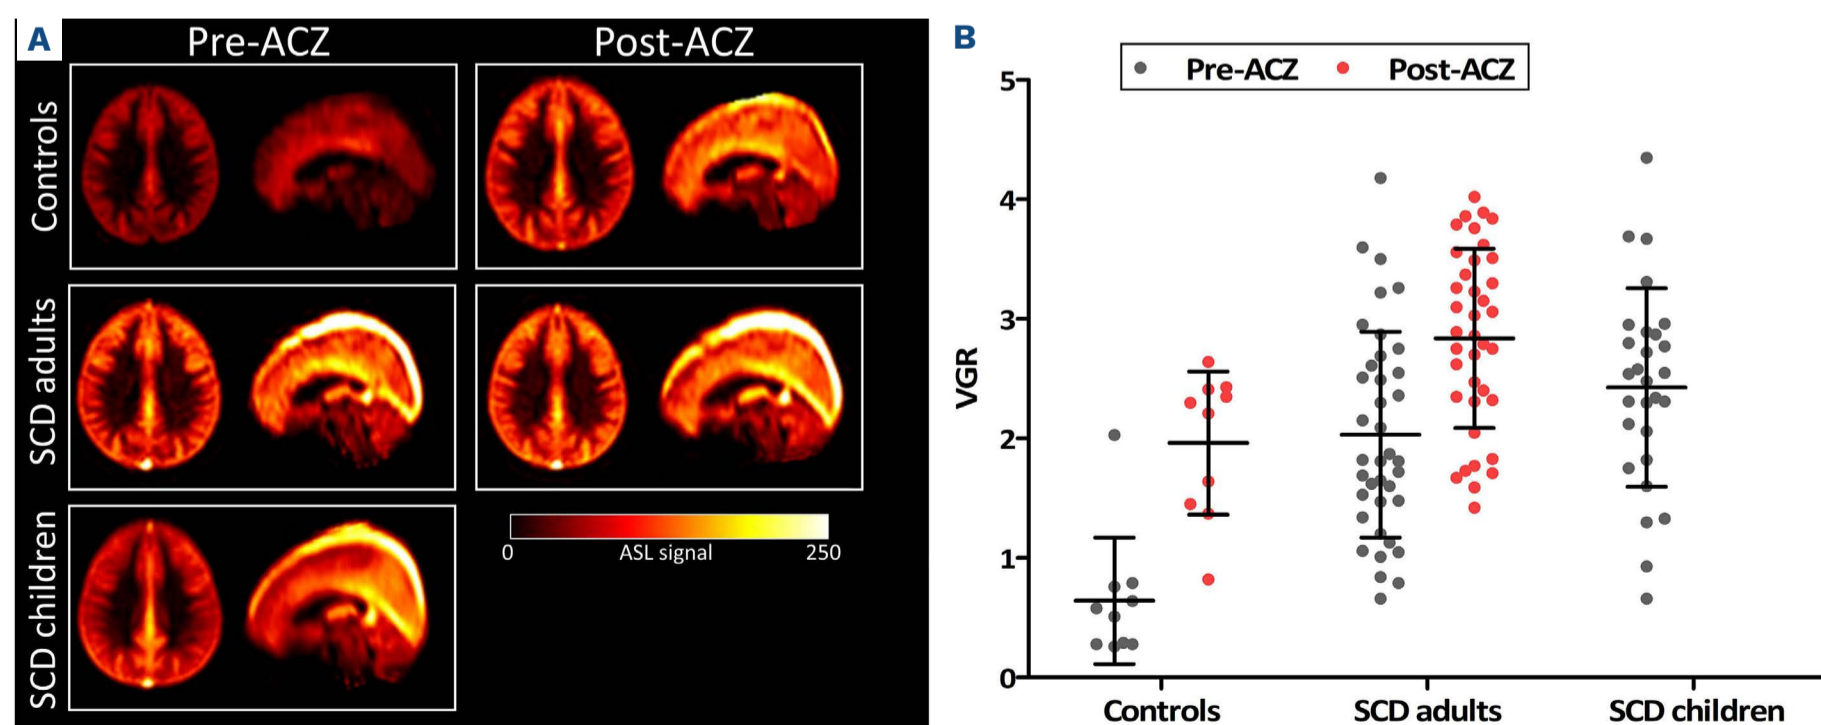 A
Pre-ACZ
Post-ACZ
Controls
SCD adults
SCD children
0
ASL signal
250
B
Pre-ACZ
Post-ACZ
5
4
3
2
1
0
VGR
Controls
SCD adults
SCD children